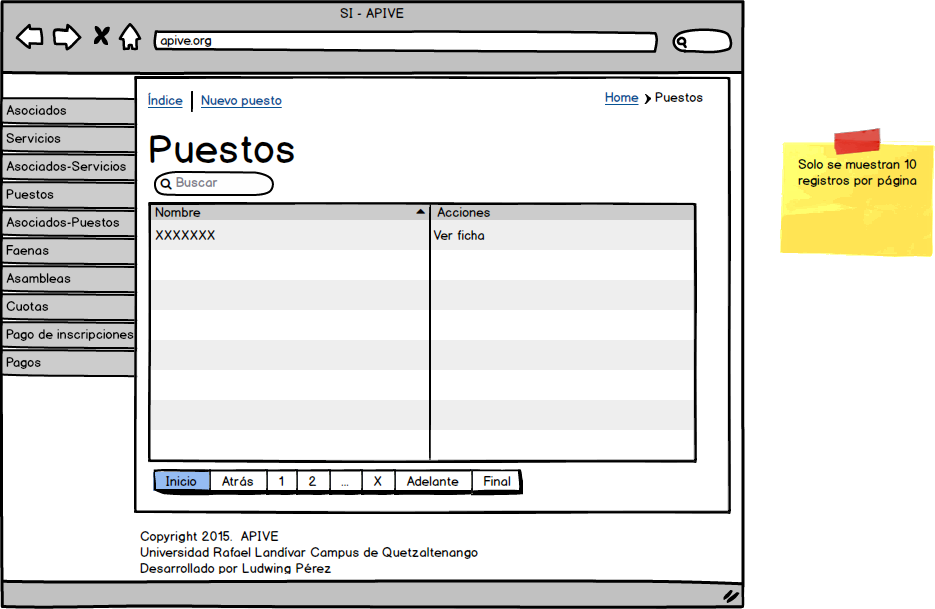 SI - APIVE
apive.org
Asociados
Servicios
Asociados-Servicios
Puestos
Asociados-Puestos
Faenas
Asambleas
Cuotas
Pago de inscripciones
Pagos
Índice | Nuevo puesto
Home > Puestos
Puestos
Buscar
Nombre Acciones
XXXXXXX Ver ficha
Inicio Atrás 1 2 ... X Adelante Final
Copyright 2015. APIVE
Universidad Rafael Landívar Campus de Quetzaltenango
Desarrollado por Ludwing Pérez
Solo se muestran 10
registros por página